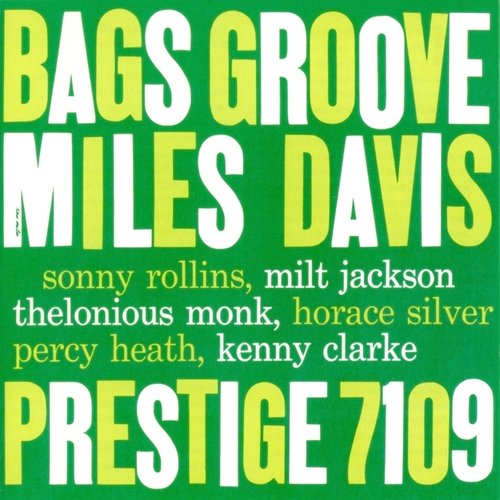 BAGS GROOVE
MILES DAVIS
sonny rollins, milt jackson
thelonious monk, horace silver
percy heath, kenny clarke
PRESTIGE 7109